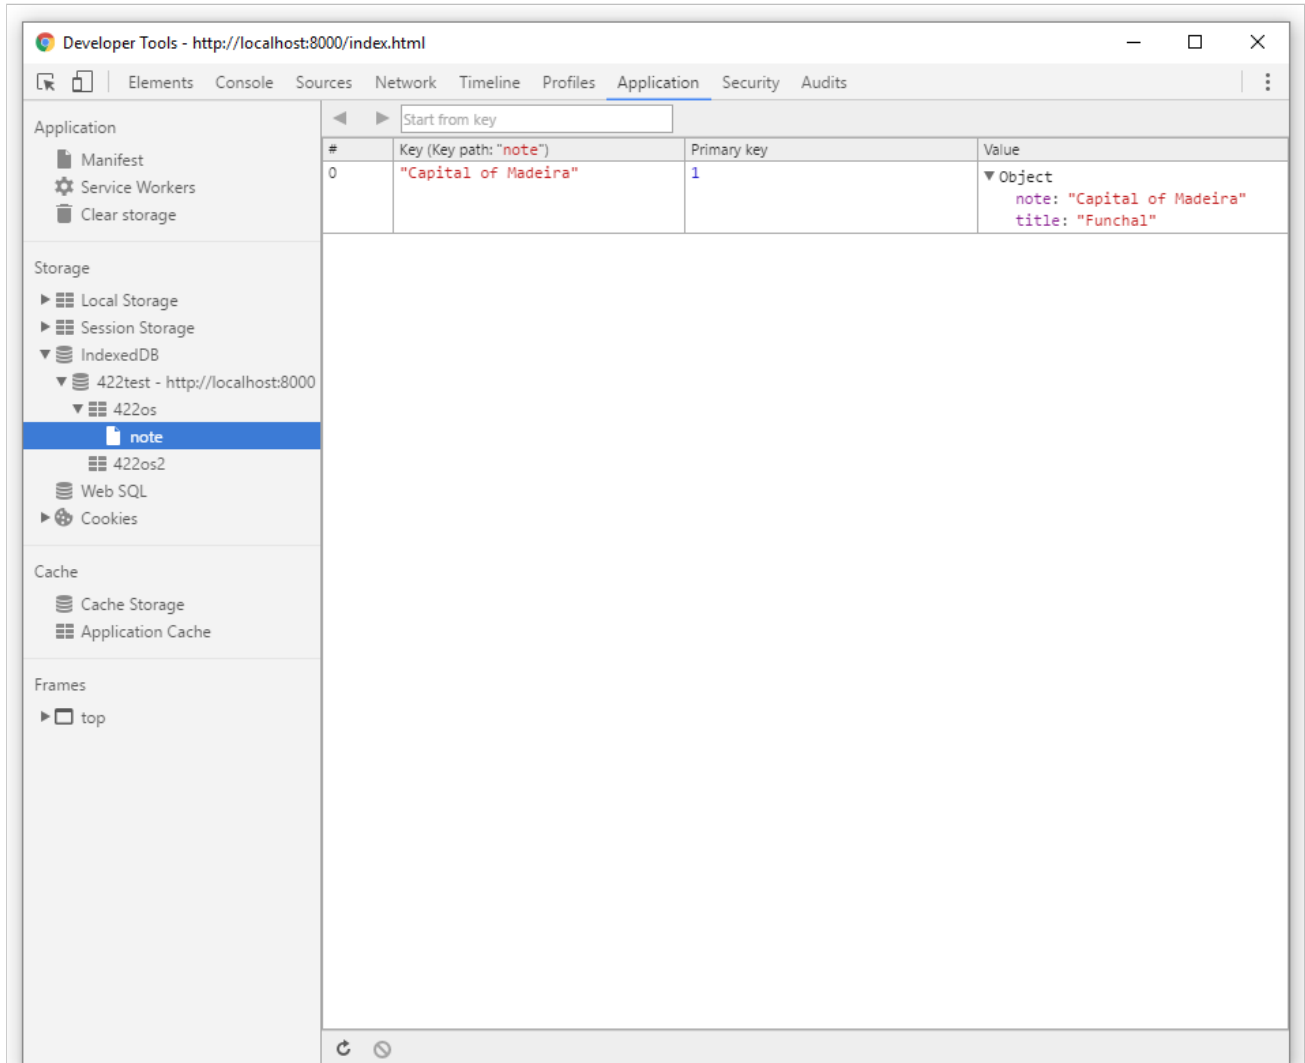 Developer Tools - http://localhost:8000/index.html
Elements Console Sources Network Timeline Profiles Application Security Audits
Application
Manifest
Service Workers
Clear storage
Storage
Local Storage
Session Storage
IndexedDB
422test - http://localhost:8000
422os
note
422os2
Web SQL
Cookies
Cache
Cache Storage
Application Cache
Frames
top
Start from key
# Key (Key path: "note") Primary key Value
0 "Capital of Madeira" 1 Object
note: "Capital of Madeira"
title: "Funchal"